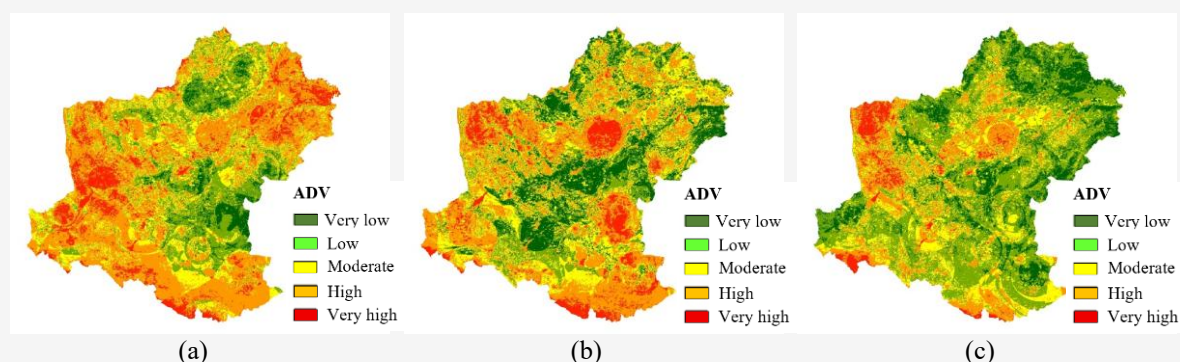 ADV
Very low
Low
Moderate
High
Very high
(a)
ADV
Very low
Low
Moderate
High
Very high
(b)
ADV
Very low
Low
Moderate
High
Very high
(c)